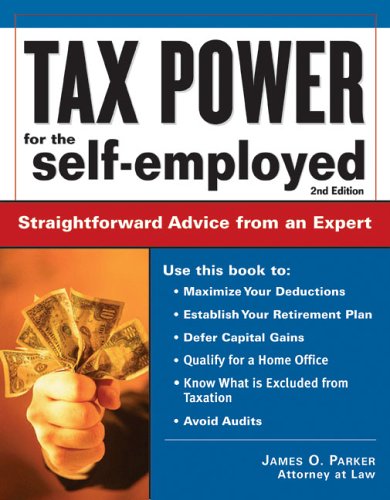 TAX POWER
for the
self-employed
2nd Edition
Straightforward Advice from an Expert
Use this book to:
• Maximize Your Deductions
• Establish Your Retirement Plan
• Defer Capital Gains
• Qualify for a Home Office
• Know What is Excluded from
Taxation
• Avoid Audits
JAMES O. PARKER
Attorney at Law